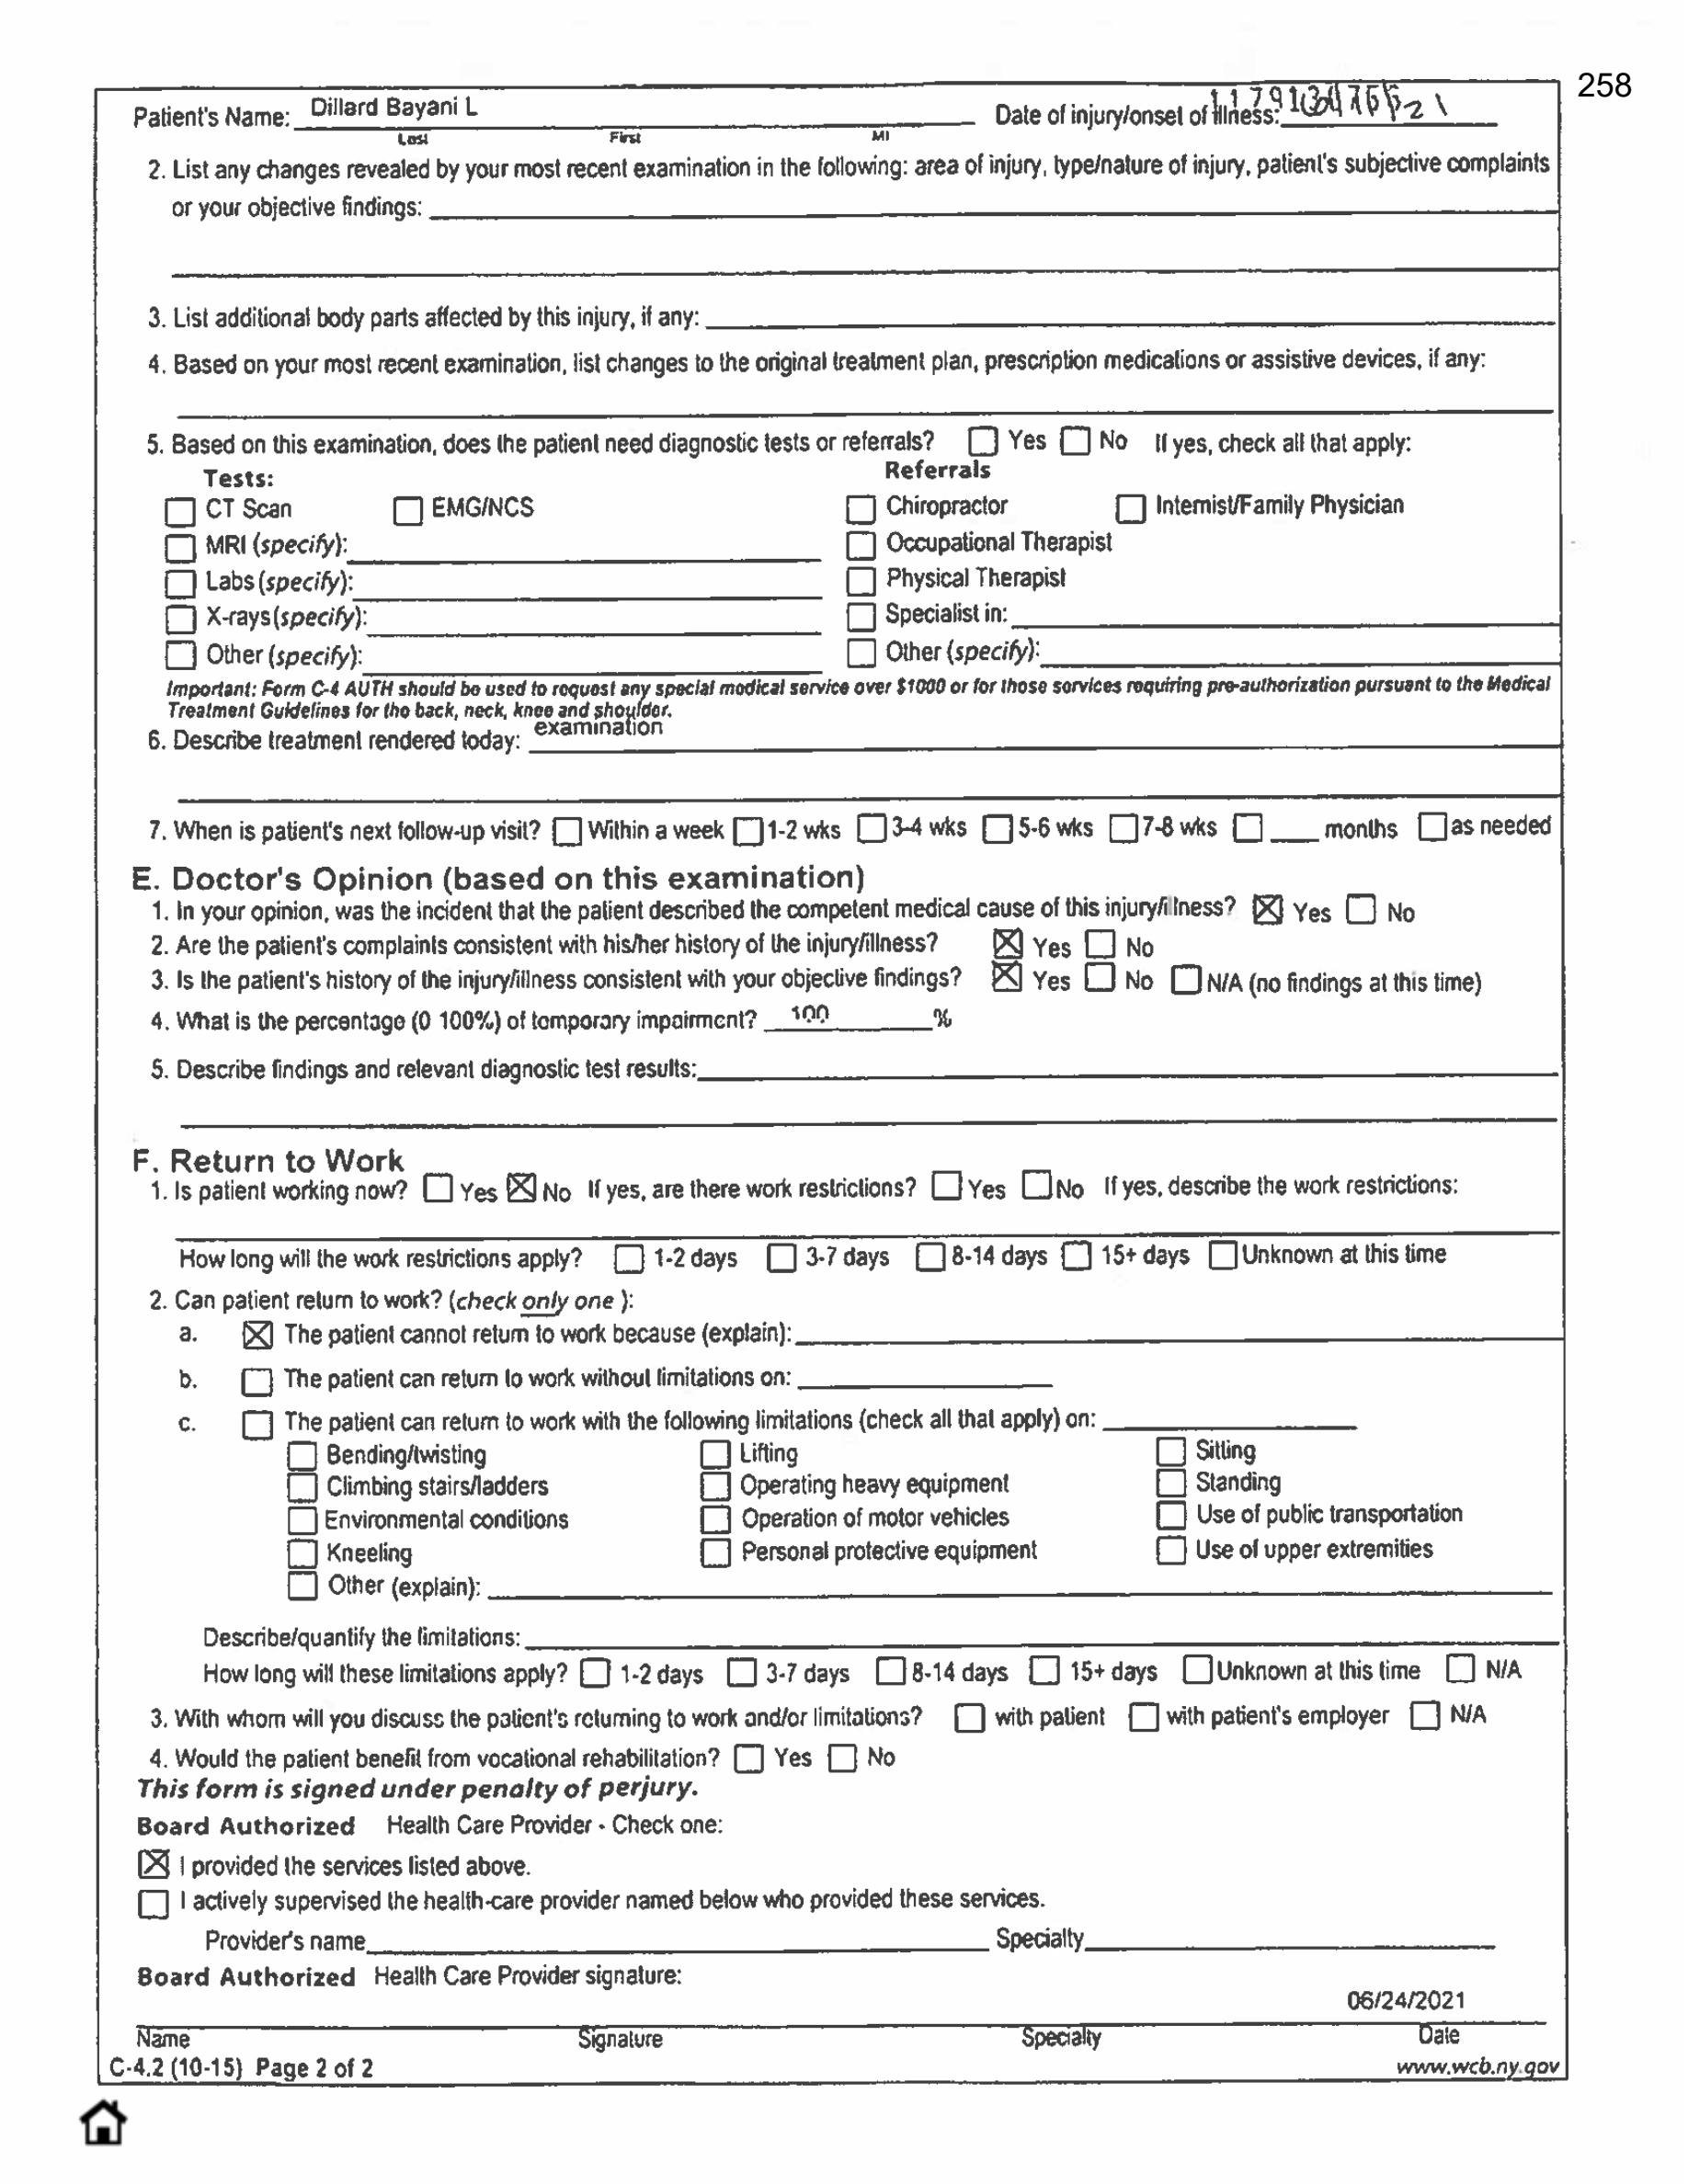 258
Patient's Name: Dillard Bayani L Date of injury/onset of illness:
Last First MI
2. List any changes revealed by your most recent examination in the following: area of injury, type/nature of injury, patient's subjective complaints
or your objective findings:
3. List additional body parts affected by this injury, if any:
4. Based on your most recent examination, list changes to the original treatment plan, prescription medications or assistive devices, if any:
5. Based on this examination, does the patient need diagnostic tests or referrals? ☐ Yes ☐ No If yes, check all that apply:
Tests: Referrals
☐ CT Scan ☐ EMG/NCS ☐ Chiropractor ☐ Internist/Family Physician
☐ MRI (specify): ☐ Occupational Therapist
☐ Labs (specify): ☐ Physical Therapist
☐ X-rays (specify): ☐ Specialist in:
☐ Other (specify): ☐ Other (specify):
Important: Form C-4 AUTH should be used to request any special medical service over $1000 or for those services requiring pre-authorization pursuant to the Medical
Treatment Guidelines for the back, neck, knee and shoulder.
6. Describe treatment rendered today: examination
7. When is patient's next follow-up visit? ☐ Within a week ☐ 1-2 wks ☐ 3-4 wks ☐ 5-6 wks ☐ 7-8 wks ☐ ____ months ☐ as needed
E. Doctor's Opinion (based on this examination)
1. In your opinion, was the incident that the patient described the competent medical cause of this injury/illness? ☒ Yes ☐ No
2. Are the patient's complaints consistent with his/her history of the injury/illness? ☒ Yes ☐ No
3. Is the patient's history of the injury/illness consistent with your objective findings? ☒ Yes ☐ No ☐ N/A (no findings at this time)
4. What is the percentage (0 100%) of temporary impairment? 100 %
5. Describe findings and relevant diagnostic test results:
F. Return to Work
1. Is patient working now? ☐ Yes ☒ No If yes, are there work restrictions? ☐ Yes ☐ No If yes, describe the work restrictions:
How long will the work restrictions apply? ☐ 1-2 days ☐ 3-7 days ☐ 8-14 days ☐ 15+ days ☐ Unknown at this time
2. Can patient return to work? (check only one ):
a. ☒ The patient cannot return to work because (explain):
b. ☐ The patient can return to work without limitations on:
c. ☐ The patient can return to work with the following limitations (check all that apply) on:
☐ Bending/twisting ☐ Lifting ☐ Sitting
☐ Climbing stairs/ladders ☐ Operating heavy equipment ☐ Standing
☐ Environmental conditions ☐ Operation of motor vehicles ☐ Use of public transportation
☐ Kneeling ☐ Personal protective equipment ☐ Use of upper extremities
☐ Other (explain):
Describe/quantify the limitations:
How long will these limitations apply? ☐ 1-2 days ☐ 3-7 days ☐ 8-14 days ☐ 15+ days ☐ Unknown at this time ☐ N/A
3. With whom will you discuss the patient's returning to work and/or limitations? ☐ with patient ☐ with patient's employer ☐ N/A
4. Would the patient benefit from vocational rehabilitation? ☐ Yes ☐ No
This form is signed under penalty of perjury.
Board Authorized Health Care Provider - Check one:
☒ I provided the services listed above.
☐ I actively supervised the health-care provider named below who provided these services.
Provider's name Specialty
Board Authorized Health Care Provider signature:
06/24/2021
Name Signature Specialty Date
C-4.2 (10-15) Page 2 of 2 www.wcb.ny.gov